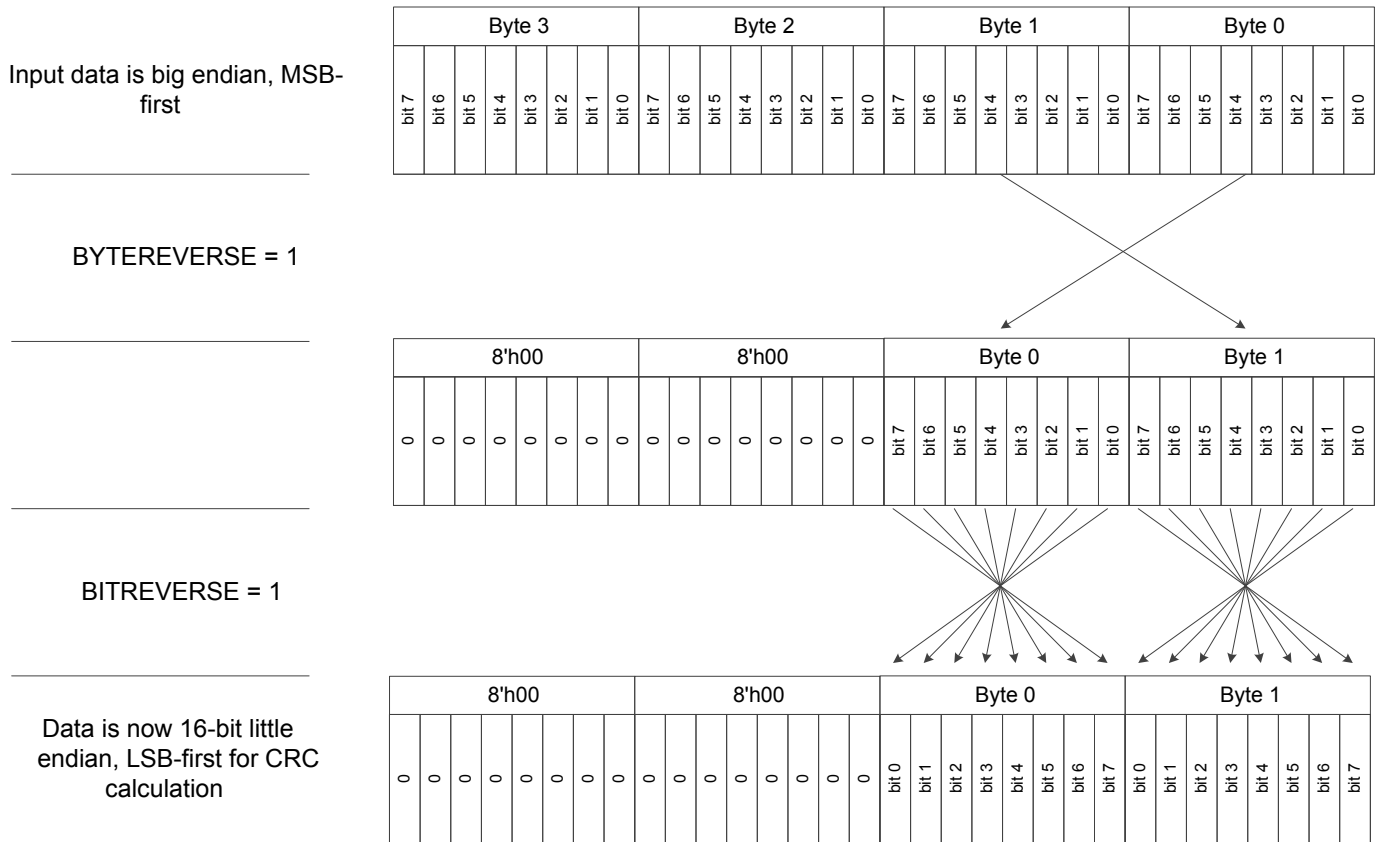 Byte 3 Byte 2 Byte 1 Byte 0
Input data is big endian, MSB-
first
bit 7 bit 6 bit 5 bit 4 bit 3 bit 2 bit 1 bit 0 bit 7 bit 6 bit 5 bit 4 bit 3 bit 2 bit 1 bit 0 bit 7 bit 6 bit 5 bit 4 bit 3 bit 2 bit 1 bit 0 bit 7 bit 6 bit 5 bit 4 bit 3 bit 2 bit 1 bit 0
BYTEREVERSE = 1
8'h00 8'h00 Byte 0 Byte 1
0 0 0 0 0 0 0 0 0 0 0 0 0 0 0 0 bit 7 bit 6 bit 5 bit 4 bit 3 bit 2 bit 1 bit 0 bit 7 bit 6 bit 5 bit 4 bit 3 bit 2 bit 1 bit 0
BITREVERSE = 1
8'h00 8'h00 Byte 0 Byte 1
Data is now 16-bit little
endian, LSB-first for CRC
calculation
0 0 0 0 0 0 0 0 0 0 0 0 0 0 0 0 bit 0 bit 1 bit 2 bit 3 bit 4 bit 5 bit 6 bit 7 bit 0 bit 1 bit 2 bit 3 bit 4 bit 5 bit 6 bit 7